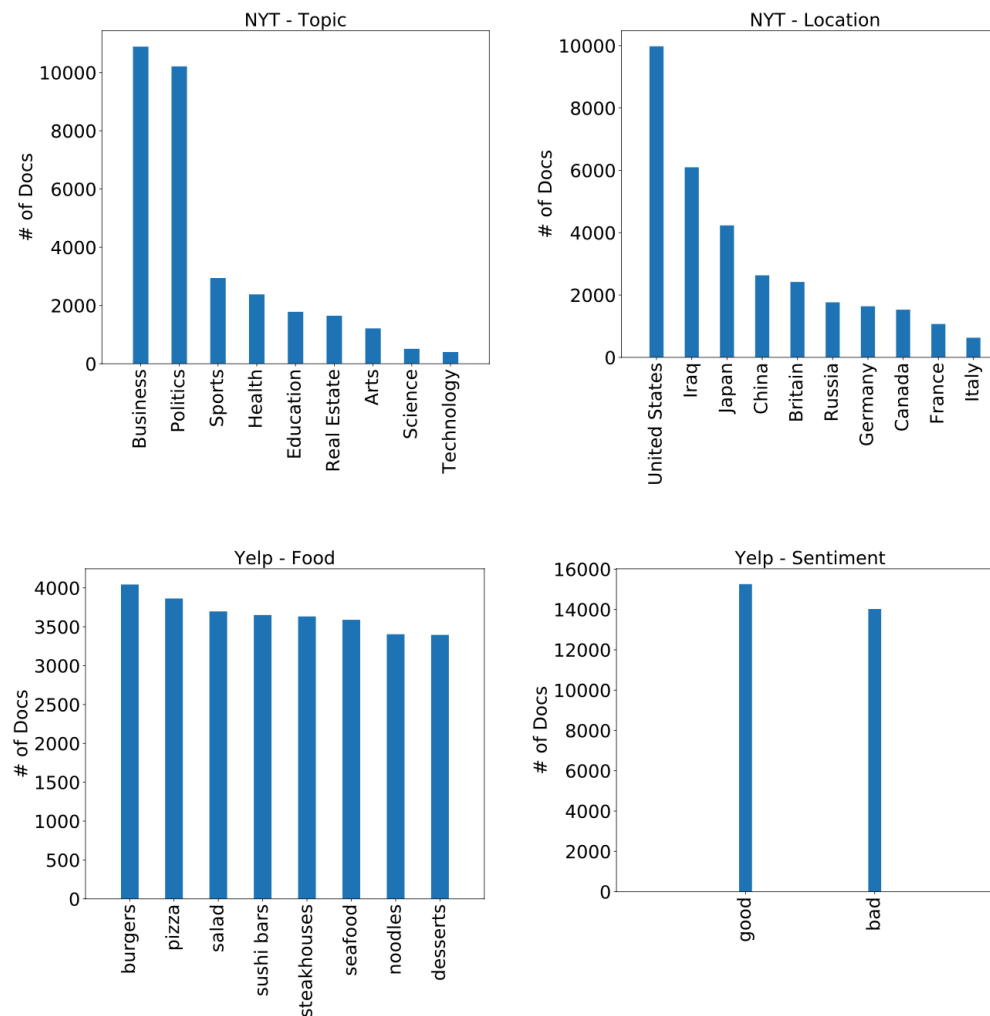 NYT - Topic
# of Docs
10000
8000
6000
4000
2000
0
Business
Politics
Sports
Health
Education
Real Estate
Arts
Science
Technology
NYT - Location
# of Docs
10000
8000
6000
4000
2000
0
United States
Iraq
Japan
China
Britain
Russia
Germany
Canada
France
Italy
Yelp - Food
# of Docs
4000
3500
3000
2500
2000
1500
1000
500
0
burgers
pizza
salad
sushi bars
steakhouses
seafood
noodles
desserts
Yelp - Sentiment
# of Docs
16000
14000
12000
10000
8000
6000
4000
2000
0
good
bad